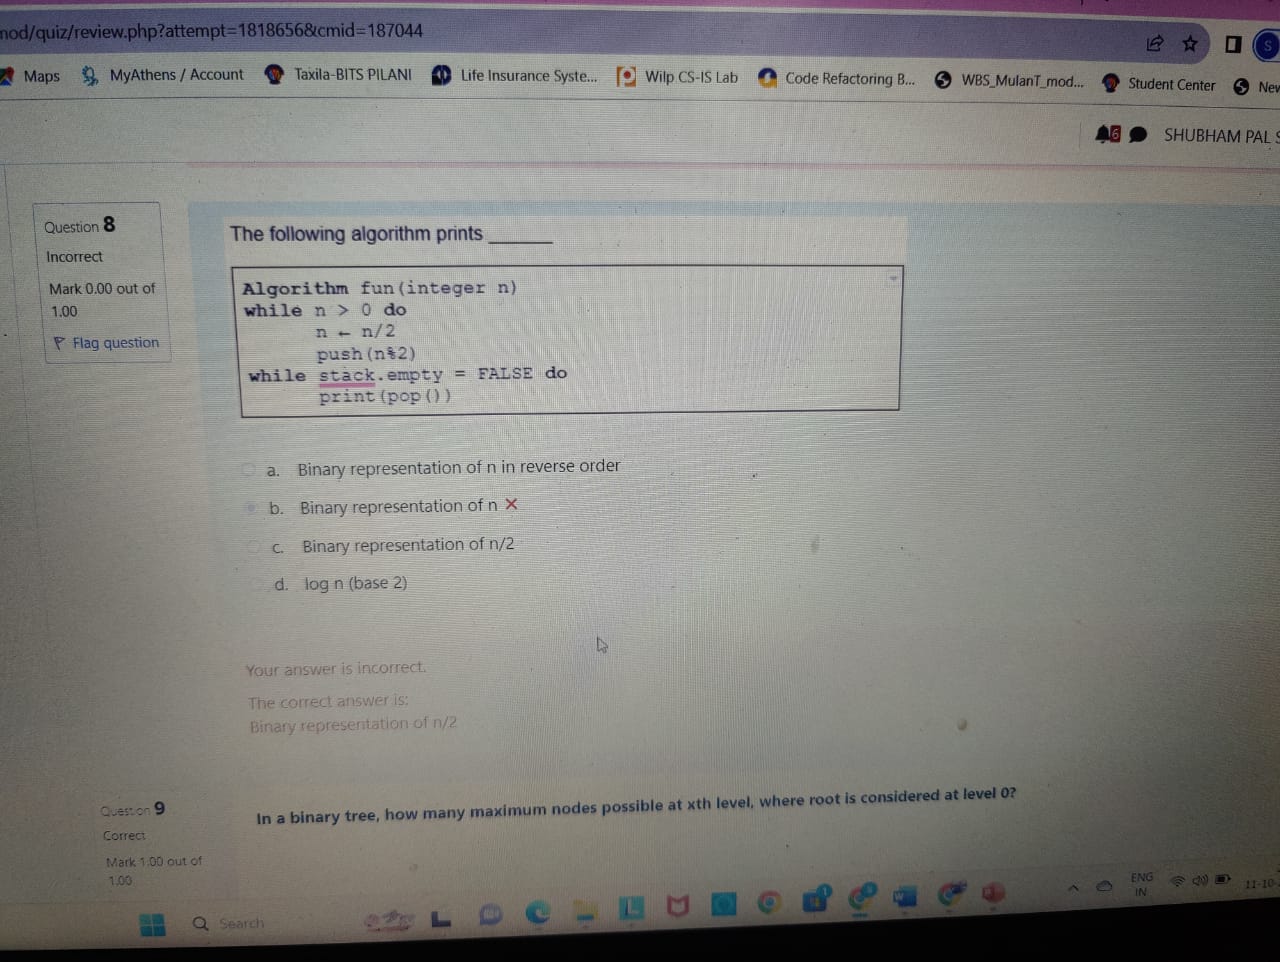 nod/quiz/review.php?attempt=1818656&cmid=187044
Maps MyAthens / Account Taxila-BITS PILANI Life Insurance Syste... Wilp CS-IS Lab Code Refactoring B... WBS_MulanT_mod... Student Center New
S
6 SHUBHAM PAL S
Question 8
Incorrect
Mark 0.00 out of
1.00
Flag question
The following algorithm prints ______
Algorithm fun(integer n)
while n > 0 do
n ← n/2
push(n%2)
while stack.empty = FALSE do
print(pop())
a. Binary representation of n in reverse order
b. Binary representation of n
c. Binary representation of n/2
d. log n (base 2)
Your answer is incorrect.
The correct answer is:
Binary representation of n/2
Question 9
Correct
Mark 1.00 out of
1.00
In a binary tree, how many maximum nodes possible at xth level, where root is considered at level 0?
Search
ENG
IN
11-10-